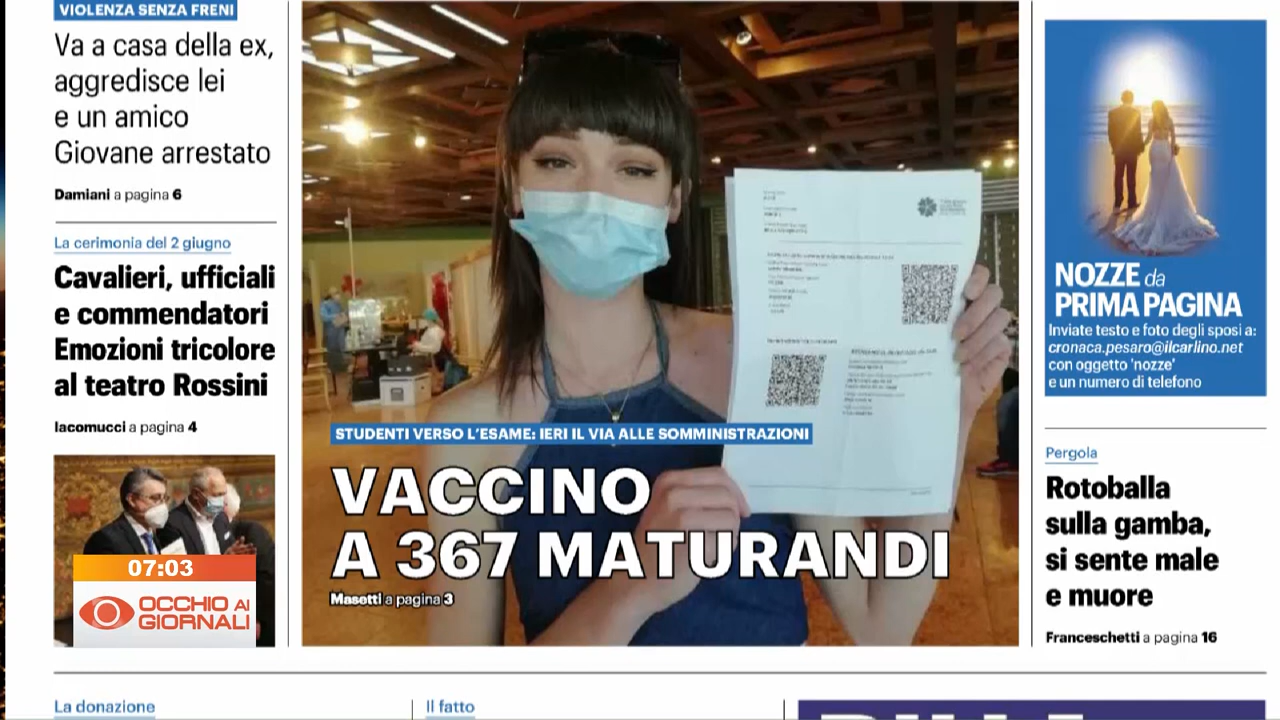 VIOLENZA SENZA FRENI
Va a casa della ex,
aggredisce lei
e un amico
Giovane arrestato
Damiani a pagina 6
La cerimonia del 2 giugno
Cavalieri, ufficiali
e commendatori
Emozioni tricolore
al teatro Rossini
Iacomucci a pagina 4
07:03
OCCHIO AI
GIORNALI
STUDENTI VERSO L'ESAME: IERI IL VIA ALLE SOMMINISTRAZIONI
VACCINO
A 367 MATURANDI
Masetti a pagina 3
NOZZE da
PRIMA PAGINA
Inviate testo e foto degli sposi a:
cronaca.pesaro@ilcarlino.net
con oggetto 'nozze'
e un numero di telefono
Pergola
Rotoballa
sulla gamba,
si sente male
e muore
Franceschetti a pagina 16
La donazione
Il fatto